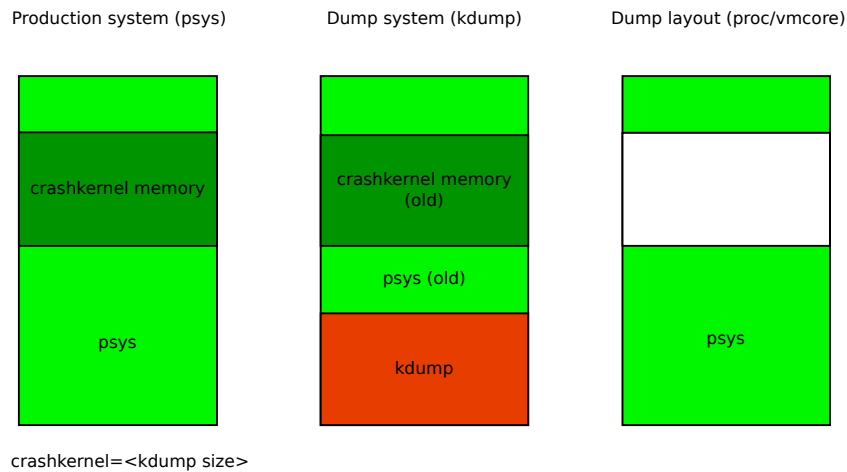 Production system (psys)
Dump system (kdump)
Dump layout (proc/vmcore)
crashkernel memory
psys
crashkernel memory
(old)
psys (old)
kdump
psys
crashkernel=<kdump size>